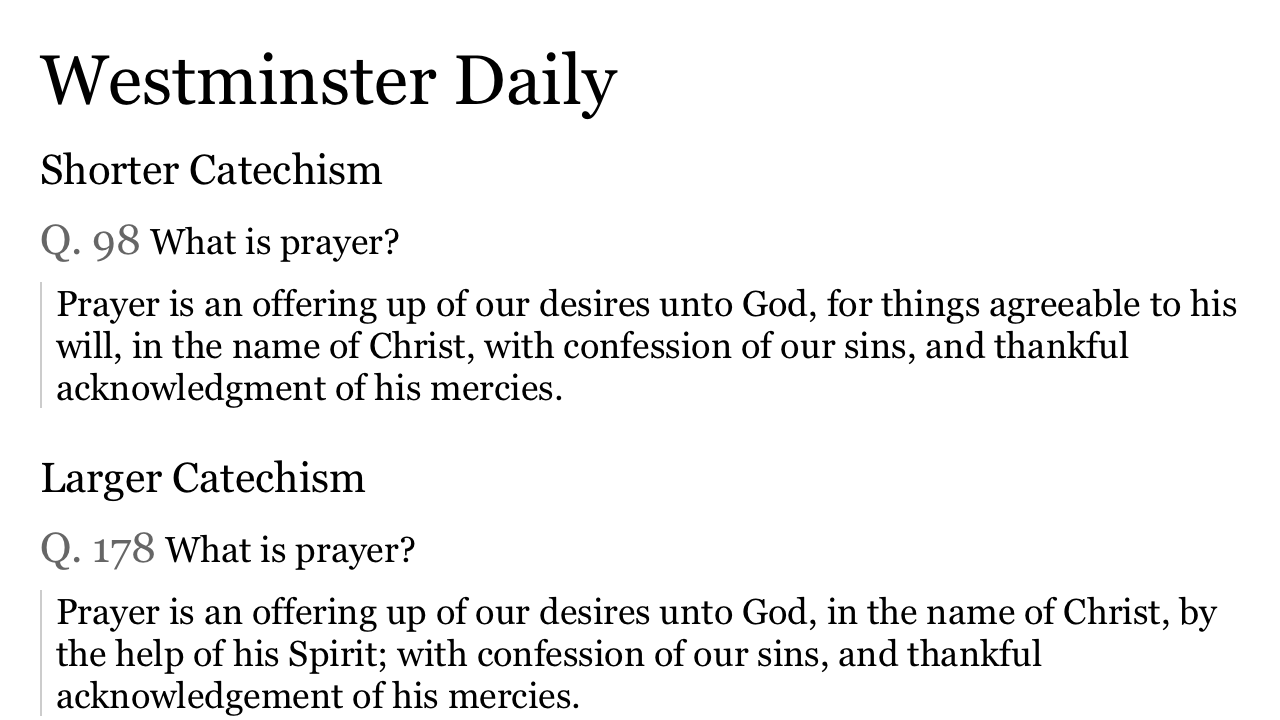 Westminster Daily
Shorter Catechism
Q. 98 What is prayer?
Prayer is an offering up of our desires unto God, for things agreeable to his
will, in the name of Christ, with confession of our sins, and thankful
acknowledgment of his mercies.
Larger Catechism
Q. 178 What is prayer?
Prayer is an offering up of our desires unto God, in the name of Christ, by
the help of his Spirit; with confession of our sins, and thankful
acknowledgement of his mercies.